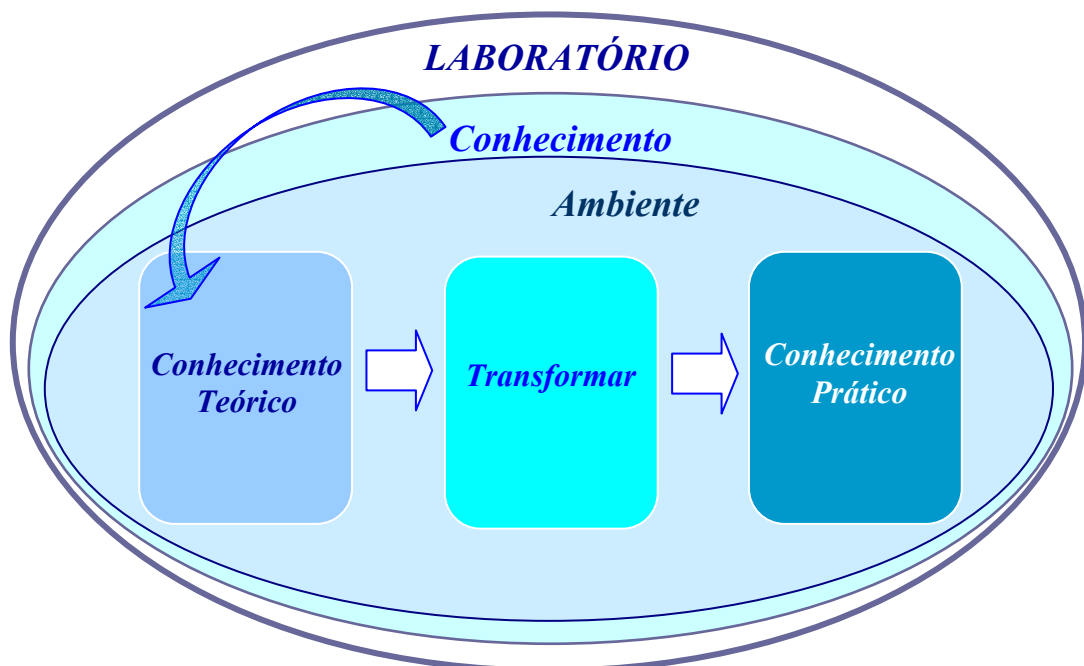 LABORATÓRIO
Conhecimento
Ambiente
Conhecimento
Teórico
Transformar
Conhecimento
Prático